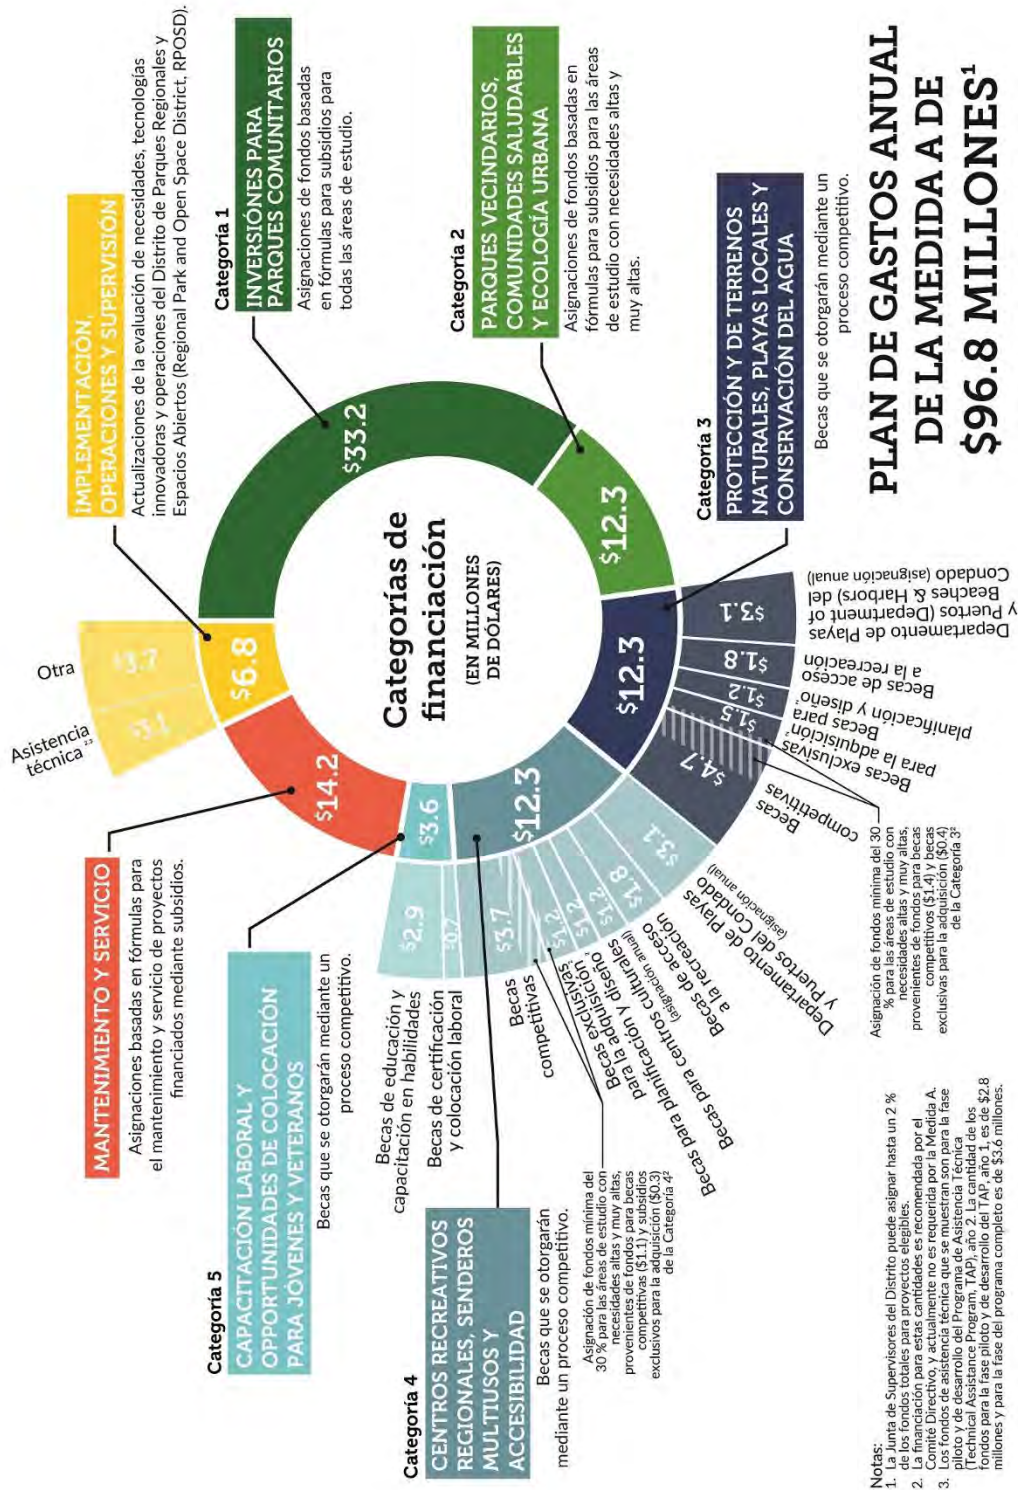 PLAN DE GASTOS ANUAL
DE LA MEDIDA A DE
$96.8 MILLONES¹
Categorías de
financiación
(EN MILLONES
DE DÓLARES)
IMPLEMENTACIÓN,
OPERACIONES Y SUPERVISIÓN
Actualizaciones de la evaluación de necesidades, tecnologías
innovadoras y operaciones del Distrito de Parques Regionales y
Espacios Abiertos (Regional Park and Open Space District, RPOSD).
$6.8
Otra
$3.7
Asistencia
técnica ²,³
$3.1
Categoría 1
INVERSIÓNES PARA
PARQUES COMUNITARIOS
Asignaciones de fondos basadas
en fórmulas para subsidios para
todas las áreas de estudio.
$33.2
Categoría 2
PARQUES VECINDARIOS,
COMUNIDADES SALUDABLES
Y ECOLOGÍA URBANA
Asignaciones de fondos basadas en
fórmulas para subsidios para las áreas
de estudio con necesidades altas y
muy altas.
$12.3
Categoría 3
PROTECCIÓN Y DE TERRENOS
NATURALES, PLAYAS LOCALES Y
CONSERVACIÓN DEL AGUA
Becas que se otorgarán mediante un
proceso competitivo.
$12.3
$3.1
Departamento de Playas
y Puertos (Department of
Beaches & Harbors) del
Condado (asignación anual)
$1.8
Becas de acceso
a la recreación
$1.2
Becas para
planificación y diseño²
$1.5
Becas exclusivas
para la adquisición²
$4.7
Becas
competitivas
Asignación de fondos mínima del 30
% para las áreas de estudio con
necesidades altas y muy altas,
provenientes de fondos para becas
competitivos ($1.4) y becas
exclusivas para la adquisición ($0.4)
de la Categoría 3²
Categoría 4
CENTROS RECREATIVOS
REGIONALES, SENDEROS
MULTIUSOS Y
ACCESIBILIDAD
Becas que se otorgarán
mediante un proceso competitivo.
$12.3
$3.1
Departamento de Playas
y Puertos del Condado
(asignación anual)
$1.8
Becas de acceso
a la recreación
$1.2
Becas para centros culturales
(asignación anual)
$1.2
Becas para planificación y diseño²
$1.2
Becas exclusivas
para la adquisición²
$3.7
Becas
competitivas
Asignación de fondos mínima del
30 % para las áreas de estudio con
necesidades altas y muy altas,
provenientes de fondos para becas
competitivas ($1.1) y subsidios
exclusivos para la adquisición ($0.3)
de la Categoría 4²
Categoría 5
CAPACITACIÓN LABORAL Y
OPPORTUNIDADES DE COLOCACIÓN
PARA JÓVENES Y VETERANOS
Becas que se otorgarán mediante un
proceso competitivo.
$3.6
$2.9
Becas de educación y
capacitación en habilidades
$0.7
Becas de certificación
y colocación laboral
MANTENIMIENTO Y SERVICIO
Asignaciones basadas en fórmulas para
el mantenimiento y servicio de proyectos
financiados mediante subsidios.
$14.2
Notas:
1. La Junta de Supervisores del Distrito puede asignar hasta un 2 %
de los fondos totales para proyectos elegibles.
2. La financiación para estas cantidades es recomendada por el
Comité Directivo, y actualmente no es requerida por la Medida A.
3. Los fondos de asistencia técnica que se muestran son para la fase
piloto y de desarrollo del Programa de Asistencia Técnica
(Technical Assistance Program, TAP), año 2. La cantidad de los
fondos para la fase piloto y de desarrollo del TAP, año 1, es de $2.8
millones y para la fase del programa completo es de $3.6 millones.